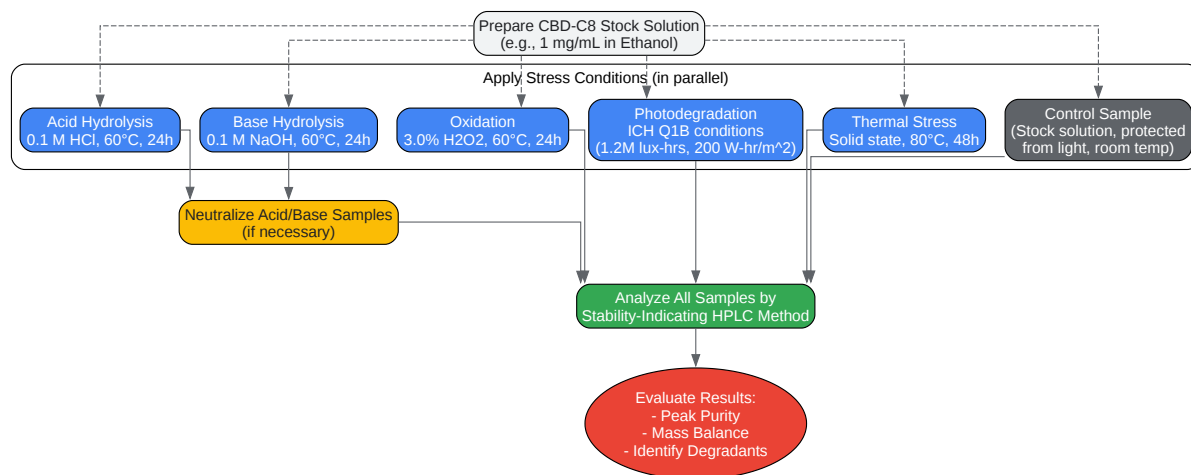 Prepare CBD-C8 Stock Solution
(e.g., 1 mg/mL in Ethanol)
Apply Stress Conditions (in parallel)
Acid Hydrolysis
0.1 M HCl, 60°C, 24h
Base Hydrolysis
0.1 M NaOH, 60°C, 24h
Oxidation
3.0% H2O2, 60°C, 24h
Photodegradation
ICH Q1B conditions
(1.2M lux-hrs, 200 W-hr/m^2)
Thermal Stress
Solid state, 80°C, 48h
Control Sample
(Stock solution, protected
from light, room temp)
Neutralize Acid/Base Samples
(if necessary)
Analyze All Samples by
Stability-Indicating HPLC Method
Evaluate Results:
- Peak Purity
- Mass Balance
- Identify Degradants